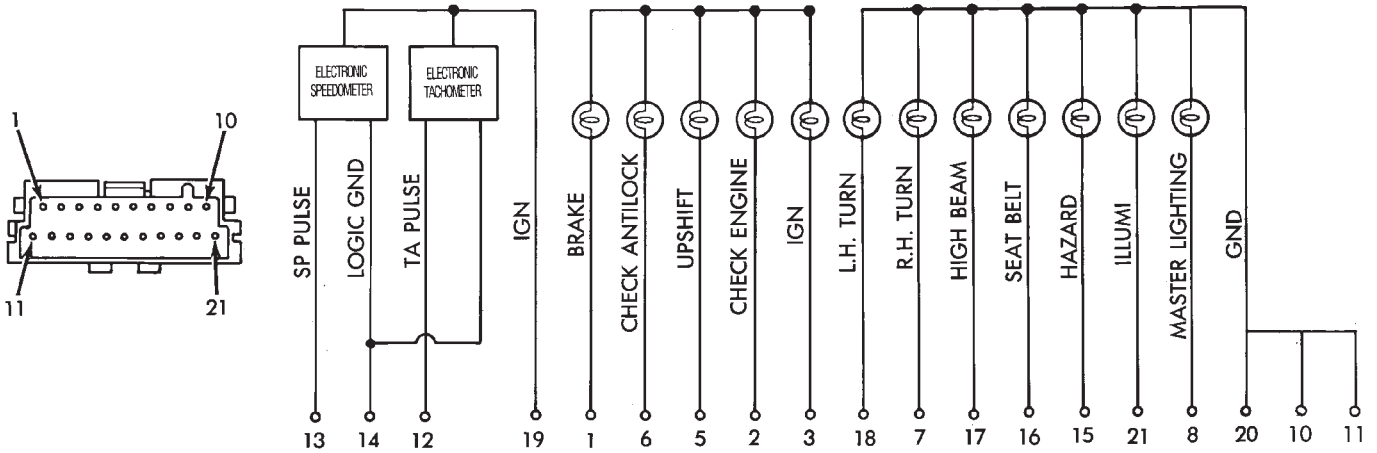 1
10
11
21
ELECTRONIC
SPEEDOMETER
ELECTRONIC
TACHOMETER
SP PULSE
LOGIC GND
TA PULSE
IGN
BRAKE
CHECK ANTILOCK
UPSHIFT
CHECK ENGINE
IGN
L.H. TURN
R.H. TURN
HIGH BEAM
SEAT BELT
HAZARD
ILLUMI
MASTER LIGHTING
GND
13 14 12 19 1 6 5 2 3 18 7 17 16 15 21 8 20 10 11